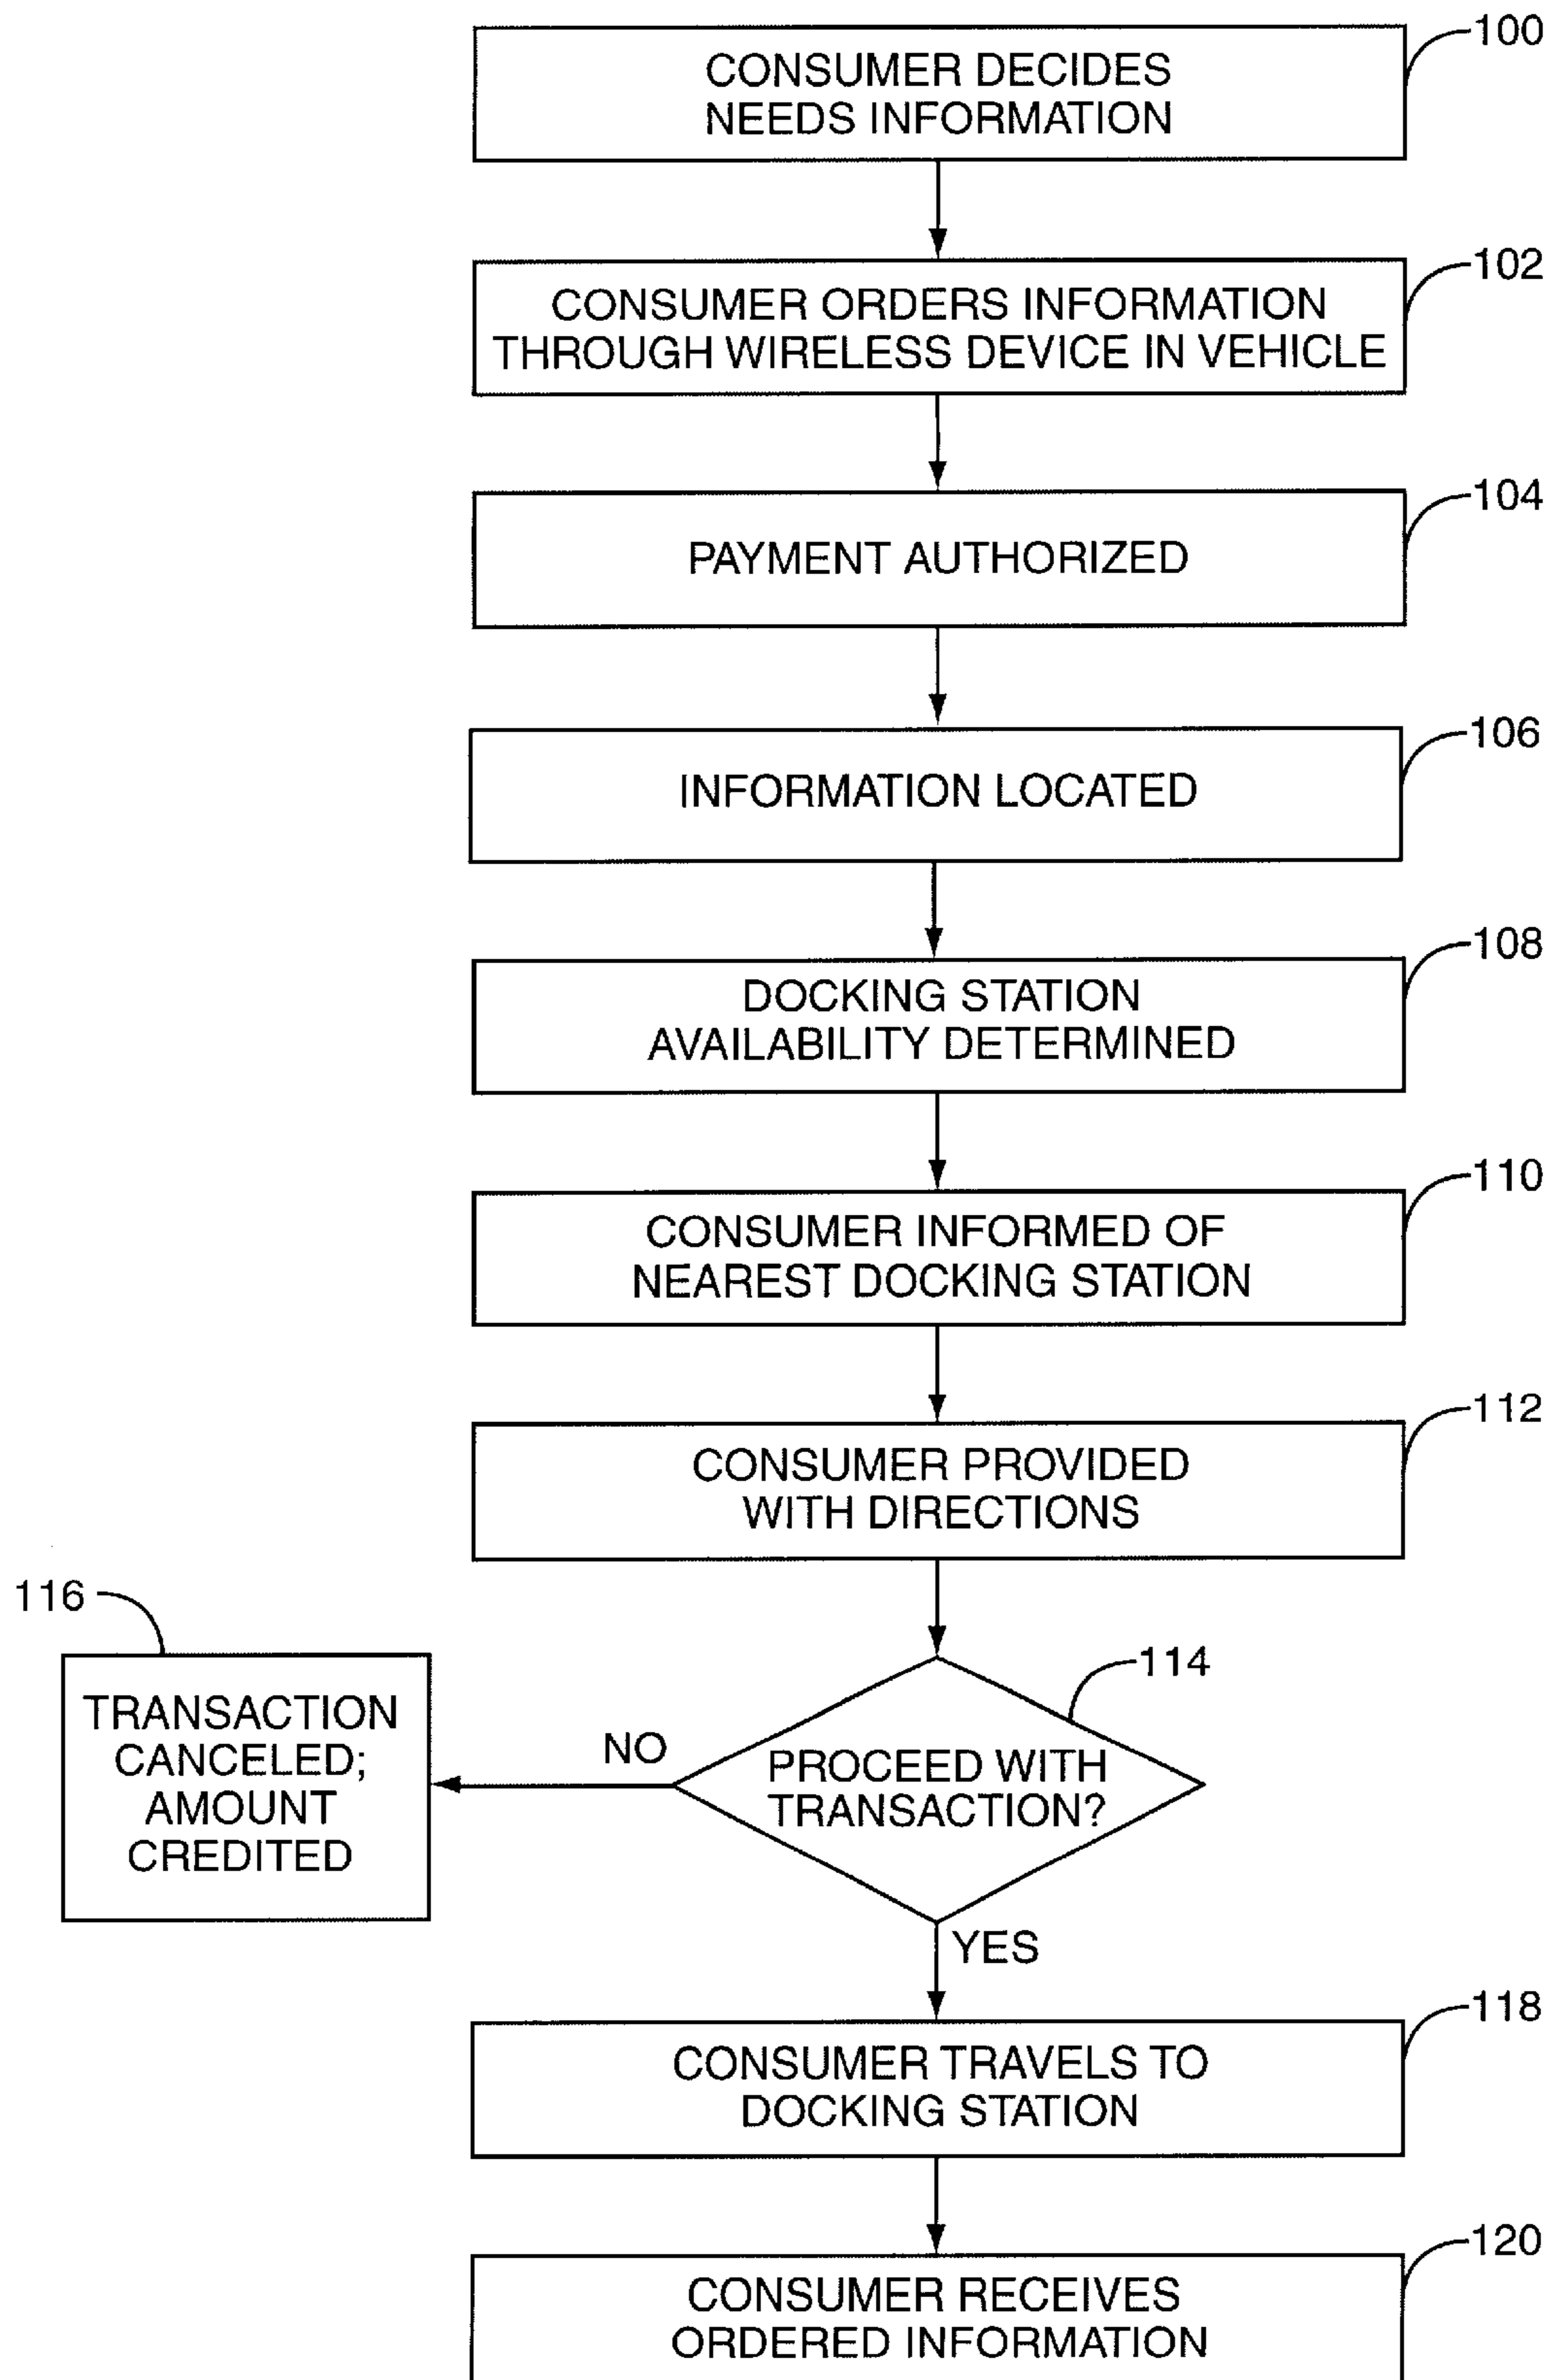 100
CONSUMER DECIDES
NEEDS INFORMATION
102
CONSUMER ORDERS INFORMATION
THROUGH WIRELESS DEVICE IN VEHICLE
104
PAYMENT AUTHORIZED
106
INFORMATION LOCATED
108
DOCKING STATION
AVAILABILITY DETERMINED
110
CONSUMER INFORMED OF
NEAREST DOCKING STATION
112
CONSUMER PROVIDED
WITH DIRECTIONS
116
TRANSACTION
CANCELED;
AMOUNT
CREDITED
NO
114
PROCEED WITH
TRANSACTION?
YES
118
CONSUMER TRAVELS TO
DOCKING STATION
120
CONSUMER RECEIVES
ORDERED INFORMATION